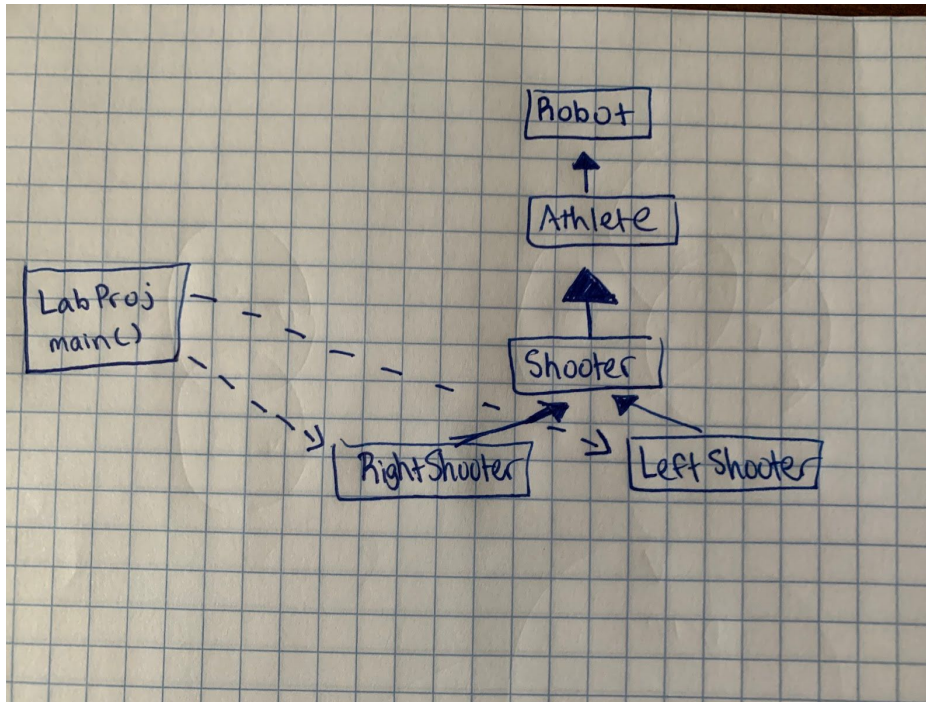 Robot
Athlete
LabProj
main()
Shooter
RightShooter
Left Shooter